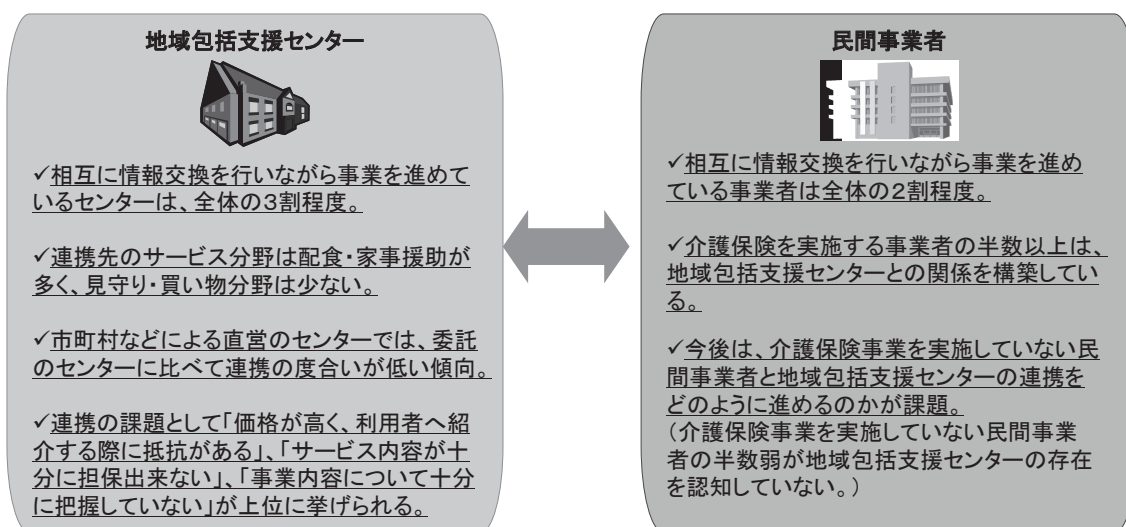 地域包括支援センター
✓相互に情報交換を行いながら事業を進めて
いるセンターは、全体の3割程度。
✓連携先のサービス分野は配食・家事援助が
多く、見守り・買い物分野は少ない。
✓市町村などによる直営のセンターでは、委託
のセンターに比べて連携の度合いが低い傾向。
✓連携の課題として「価格が高く、利用者へ紹
介する際に抵抗がある」、「サービス内容が十
分に担保出来ない」、「事業内容について十分
に把握していない」が上位に挙げられる。
民間事業者
✓相互に情報交換を行いながら事業を進め
ている事業者は全体の2割程度。
✓介護保険を実施する事業者の半数以上は、
地域包括支援センターとの関係を構築してい
る。
✓今後は、介護保険事業を実施していない民
間事業者と地域包括支援センターの連携を
どのように進めるのかが課題。
（介護保険事業を実施していない民間事業
者の半数弱が地域包括支援センターの存在
を認知していない。）